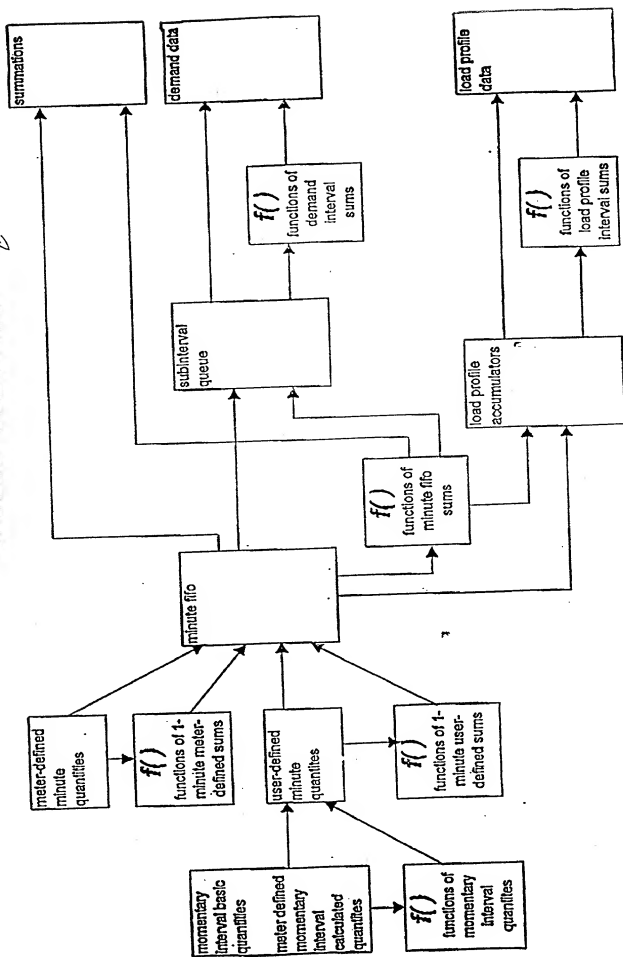 summations
demand data
load profile
data
f()
functions of
demand
interval
sums
f()
functions of
load profile
interval sums
subinterval
queue
load profile
accumulators
f()
functions of
minute fifo
sums
minute fifo
meter-defined
minute
quantities
f()
functions of 1-
minute meter-
defined sums
user-defined
minute
quantites
f()
functions of 1-
minute user-
defined sums
momentary
interval basic
quantities
meter defined
momentary
interval
calculated
quantites
f()
functions of
momentary
interval
quantities